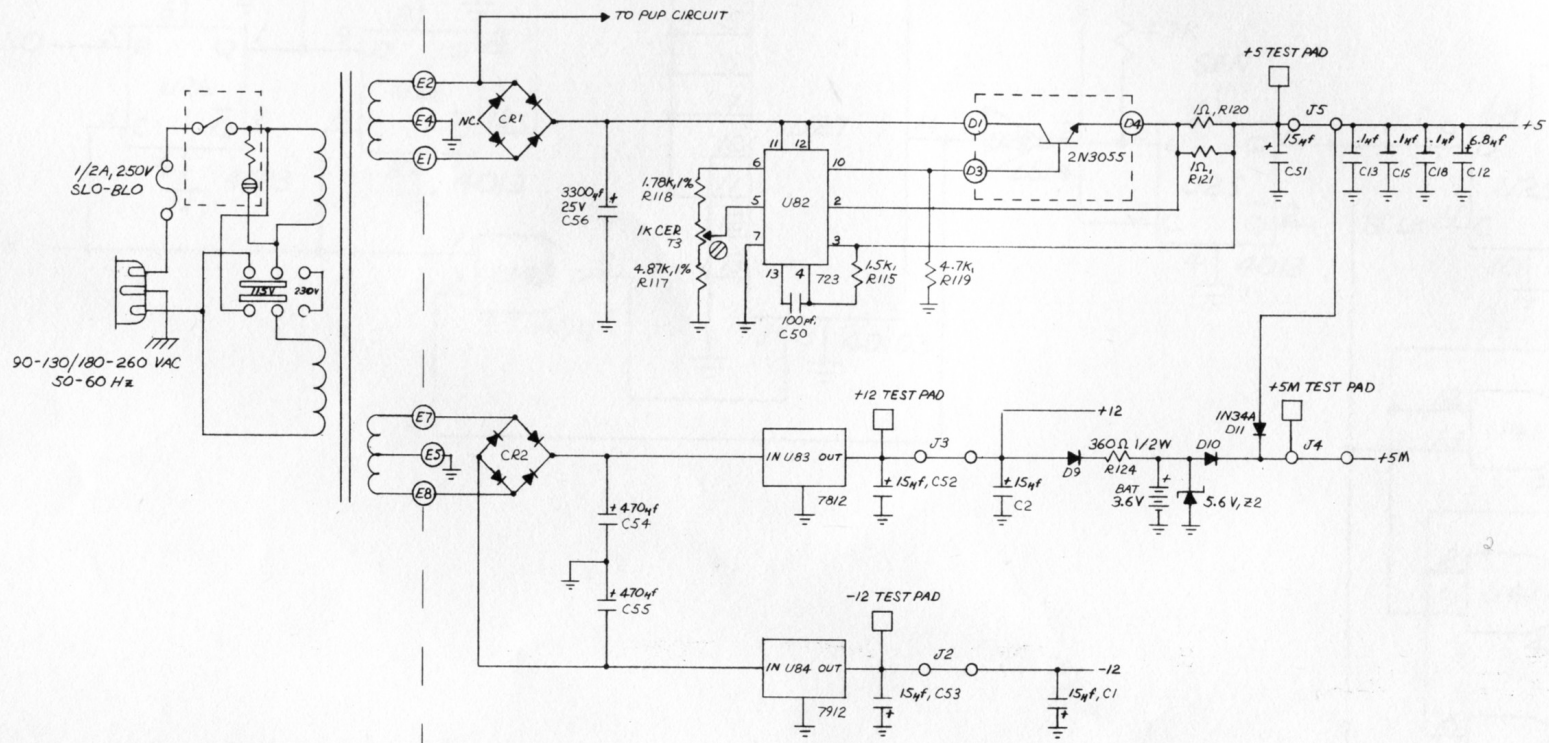 TO PUP CIRCUIT
+5 TEST PAD
E2
NC.
CR1
E4
E1
1/2A, 250V
SLO-BLO
115V
230V
90-130/180-260 VAC
50-60 Hz
3300µf
25V
C56
+
1.78K,1%
R118
1K CER
T3
4.87K,1%
R117
11
12
6
10
5
U82
2
7
3
13
4
723
100pf.
C50
1.5K,
R115
4.7K,
R119
D1
D4
D3
2N3055
1Ω, R120
1Ω,
R121
J5
+5
+
15µf
C51
.1µf
C13
.1µf
C15
.1µf
C18
+
6.8µf
C12
E7
E5
E8
CR2
+ 470µf
C54
+ 470µf
C55
IN U83 OUT
7812
+12 TEST PAD
J3
+ 15µf, C52
+ 15µf
C2
+12
D9
360Ω 1/2W
R124
BAT
3.6V
+
5.6V, Z2
D10
1N34A
D11
+5M TEST PAD
J4
+5M
IN U84 OUT
7912
-12 TEST PAD
J2
15µf, C53
+
15µf, C1
+
-12